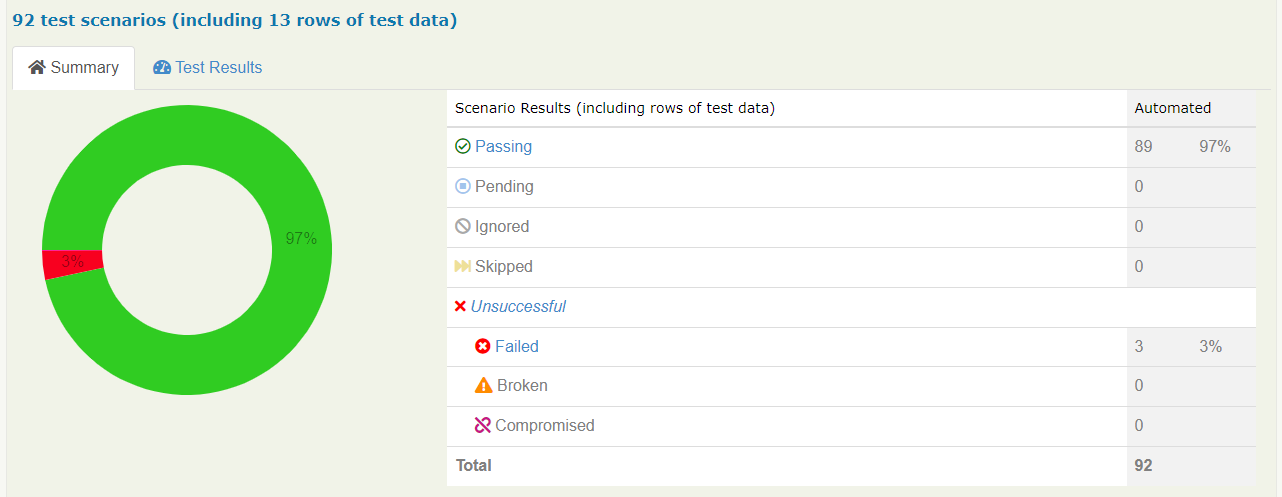 92 test scenarios (including 13 rows of test data)
Summary Test Results
97%
3%
Scenario Results (including rows of test data) Automated
Passing 89 97%
Pending 0
Ignored 0
Skipped 0
Unsuccessful
Failed 3 3%
Broken 0
Compromised 0
Total 92